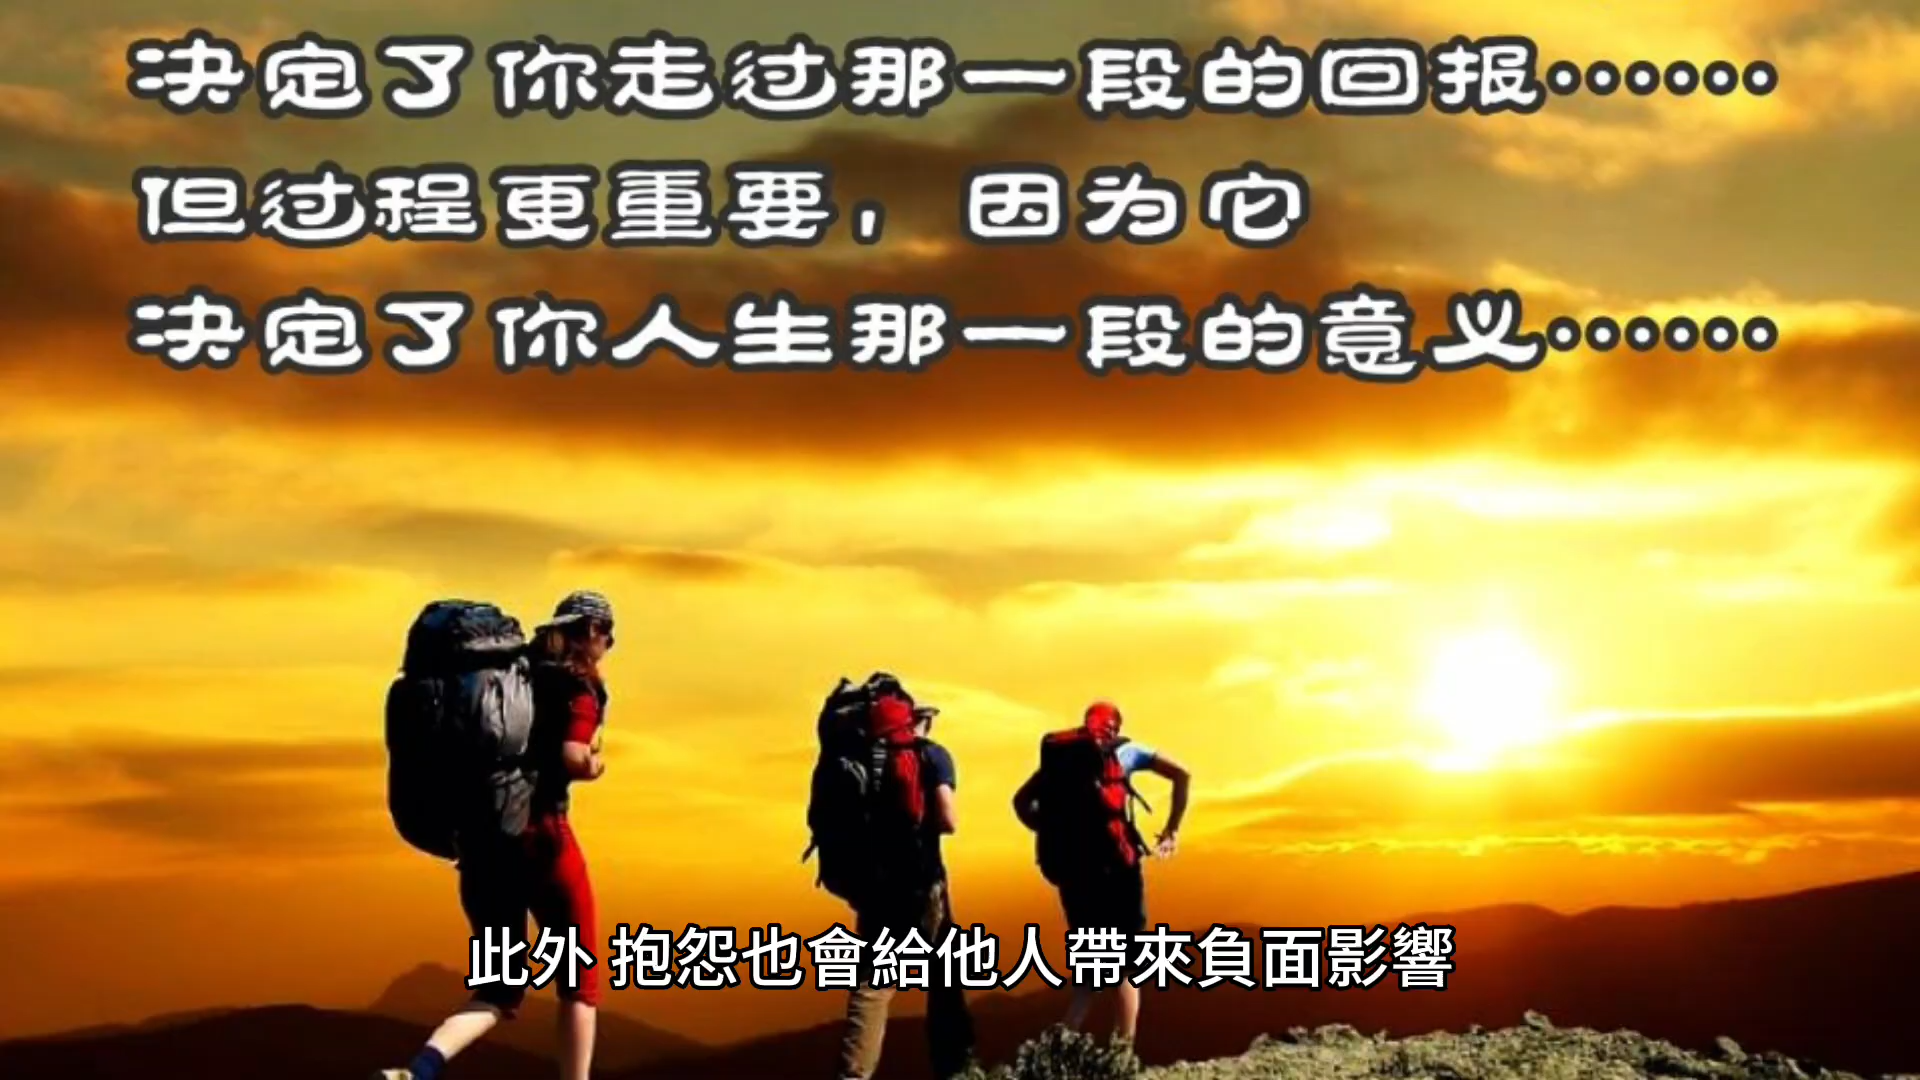 决定了你走过那一段的回报……
但过程更重要，因为它
决定了你人生那一段的意义……
此外 抱怨也會給他人帶來負面影響